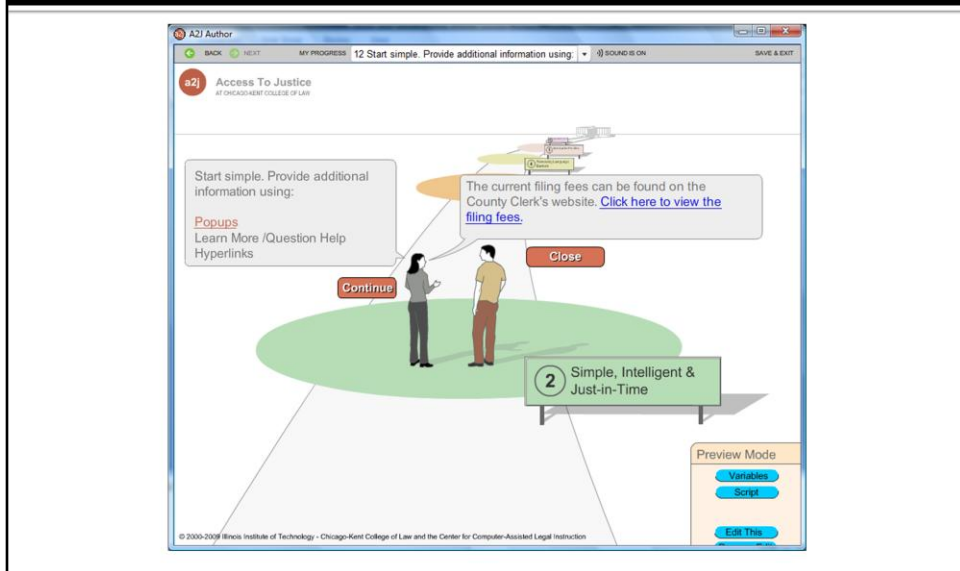 A2J Author
BACK NEXT MY PROGRESS 12 Start simple. Provide additional information using: SOUND IS ON SAVE & EXIT
a2j
Access To Justice
AT CHICAGO-KENT COLLEGE OF LAW
Start simple. Provide additional
information using:
Popups
Learn More /Question Help
Hyperlinks
The current filing fees can be found on the
County Clerk's website. Click here to view the
filing fees.
Close
Continue
2 Simple, Intelligent &
Just-in-Time
Preview Mode
Variables
Script
Edit This
© 2000-2009 Illinois Institute of Technology - Chicago-Kent College of Law and the Center for Computer-Assisted Legal Instruction